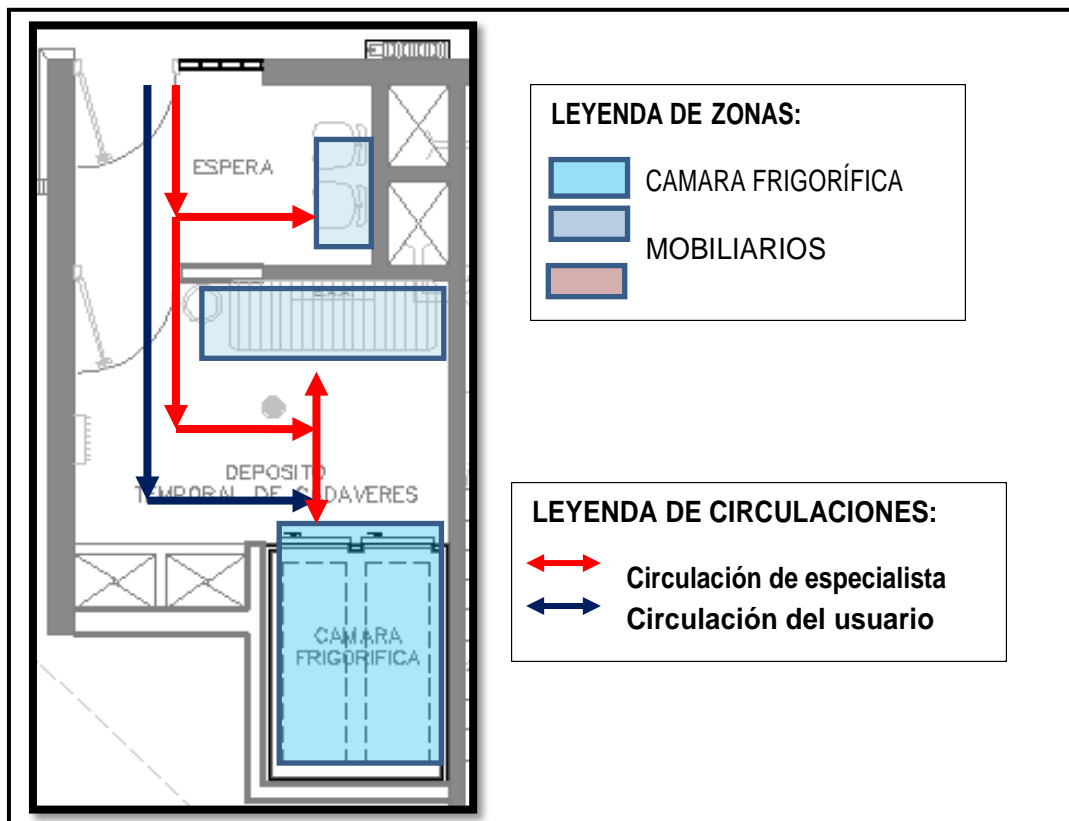 ESPERA
DEPOSITO
TEMPORAL DE CADAVERES
CAMARA
FRIGORIFICA
LEYENDA DE ZONAS:
CAMARA FRIGORÍFICA
MOBILIARIOS
LEYENDA DE CIRCULACIONES:
Circulación de especialista
Circulación del usuario